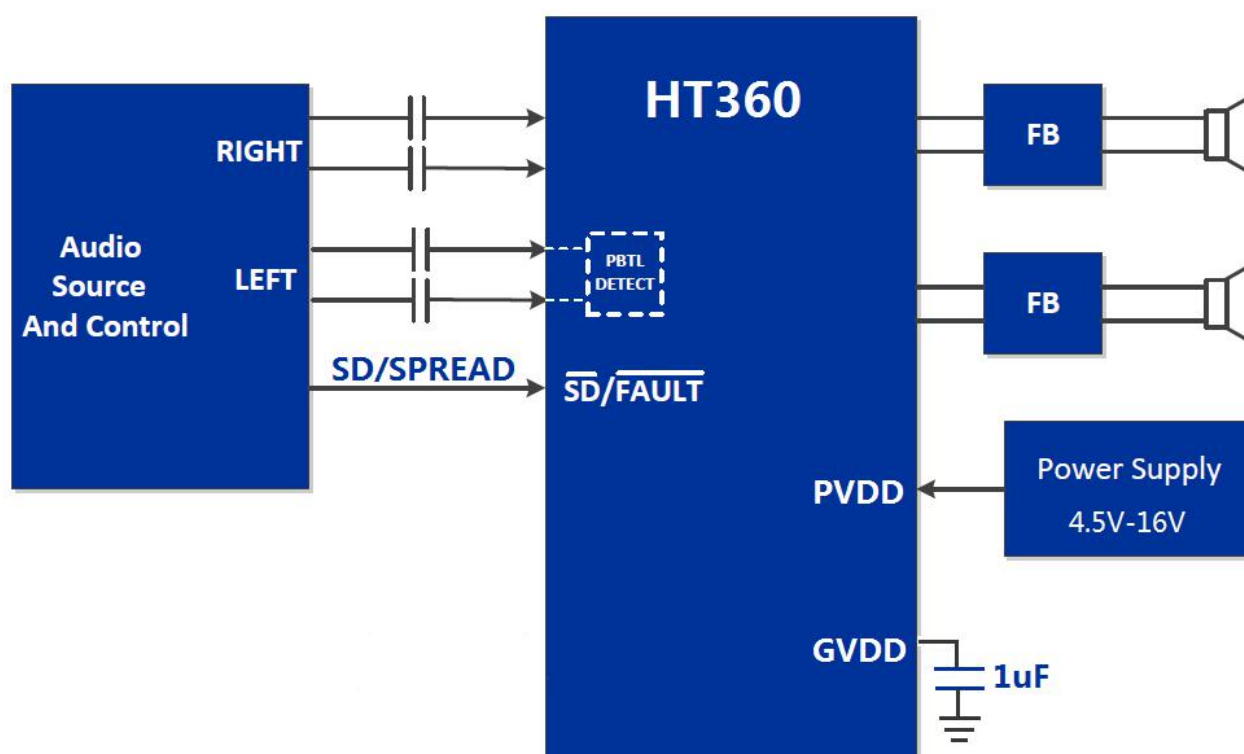 HT360
RIGHT
FB
Audio
Source
And Control
LEFT
PBTL
DETECT
FB
SD/SPREAD
SD/FAULT
PVDD
Power Supply
4.5V-16V
GVDD
1uF